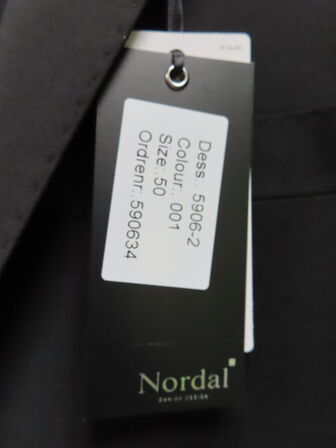 Dess:. 5906-2
Colour:. 001
Size:.50
Ordrenr:.590634
Nordal
DANISH DESIGN